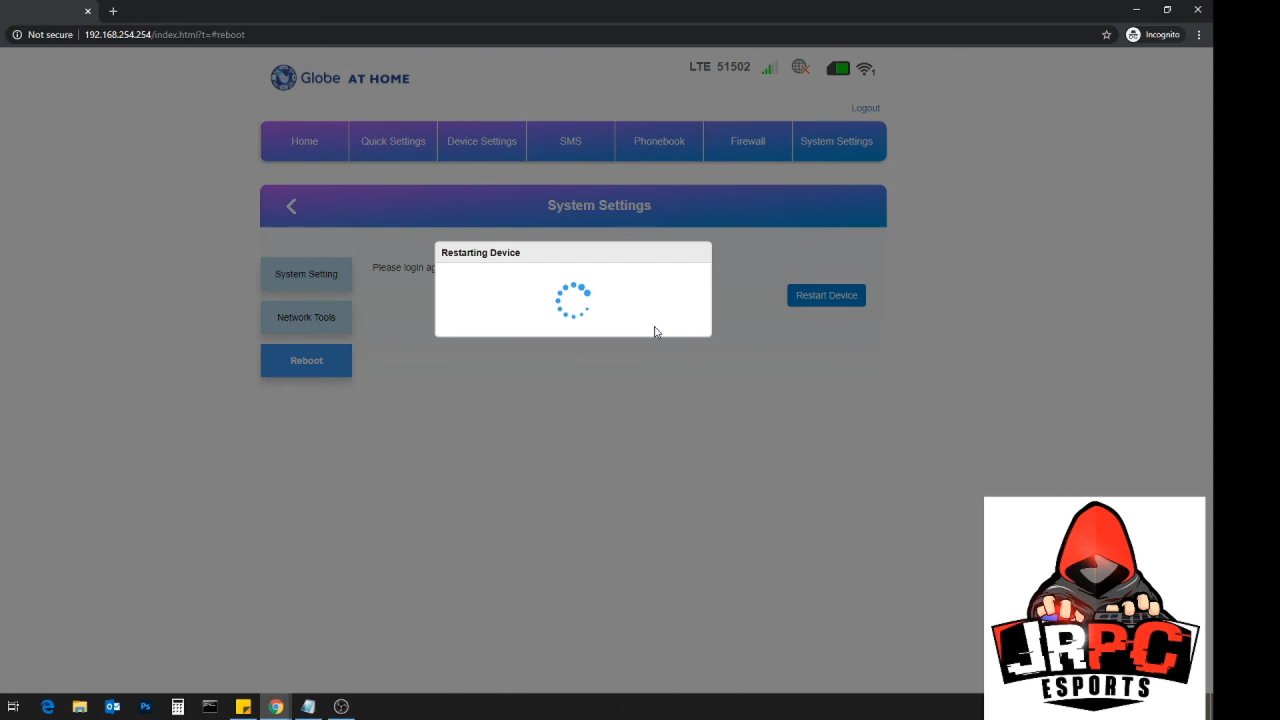 Not secure
192.168.254.254/index.html?t=#reboot
Incognito
Globe AT HOME
LTE 51502
1
Logout
Home
Quick Settings
Device Settings
SMS
Phonebook
Firewall
System Settings
System Settings
Restarting Device
System Setting
Please login ag
Restart Device
Network Tools
Reboot
JRPC
ESPORTS
Ps